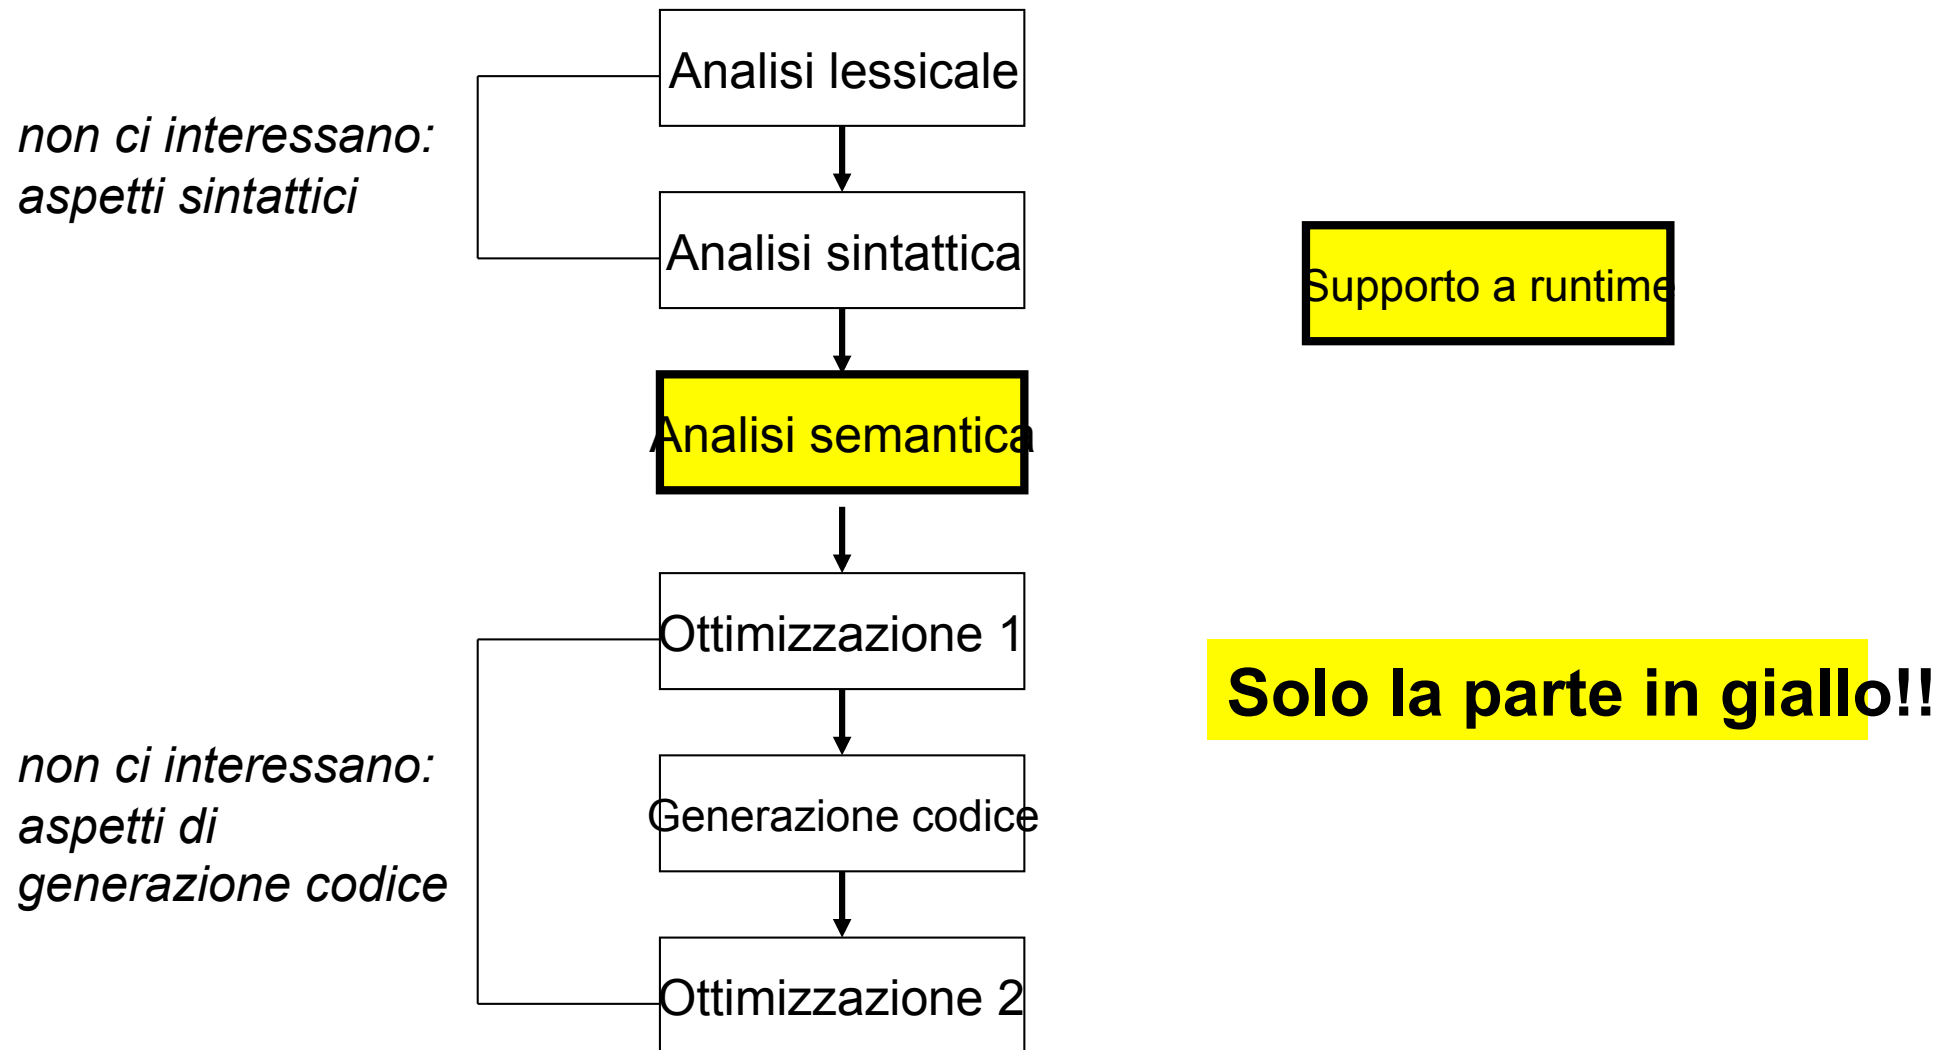 Analisi lessicale
non ci interessano:
aspetti sintattici
Analisi sintattica
Supporto a runtime
Analisi semantica
Ottimizzazione 1
Solo la parte in giallo!!
non ci interessano:
aspetti di
generazione codice
Generazione codice
Ottimizzazione 2